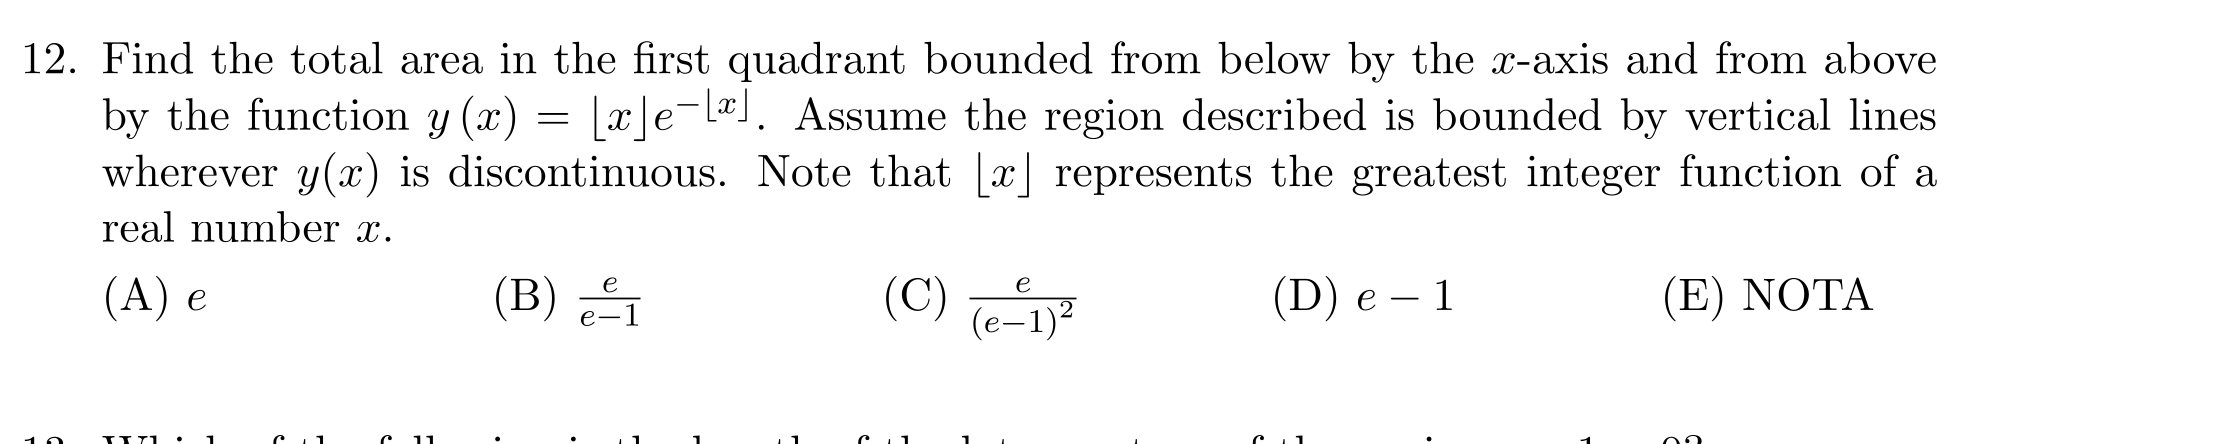 12. Find the total area in the first quadrant bounded from below by the x-axis and from above
by the function y (x) = ⌊x⌋e^{−⌊x⌋}. Assume the region described is bounded by vertical lines
wherever y(x) is discontinuous. Note that ⌊x⌋ represents the greatest integer function of a
real number x.
(A) e (B) \frac{e}{e−1} (C) \frac{e}{(e−1)^2} (D) e − 1 (E) NOTA